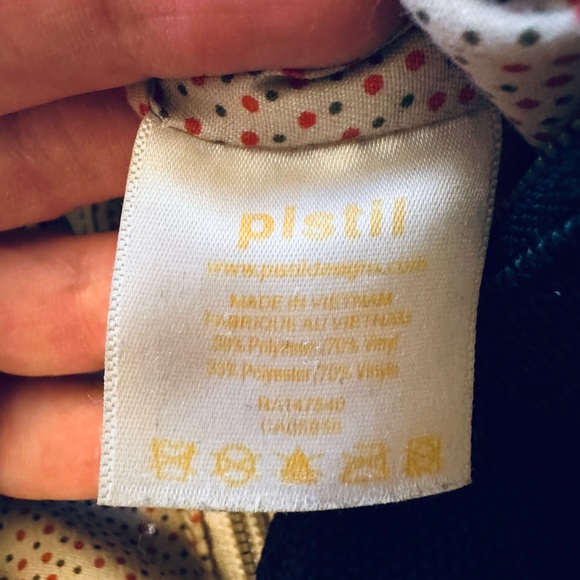 pistil
www.pistildesigns.com
MADE IN VIETNAM
FABRIQUE AU VIETNAM
30% Polyester /70% Vinyl
30% Polyester /70% Vinyle